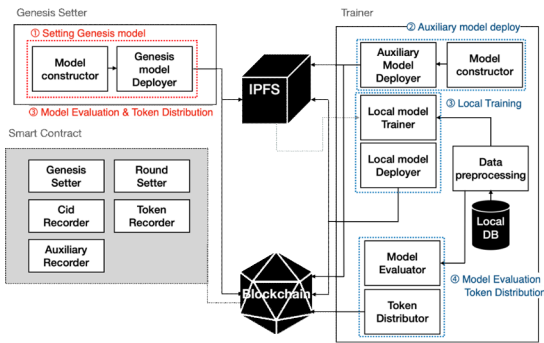 Genesis Setter
① Setting Genesis model
Model
constructor
Genesis
model
Deployer
③ Model Evaluation & Token Distribution
Smart Contract
Genesis
Setter
Round
Setter
Cid
Recorder
Token
Recorder
Auxiliary
Recorder
IPFS
Blockchain
Trainer
② Auxiliary model deploy
Auxiliary
Model
Deployer
Model
constructor
③ Local Training
Local model
Trainer
Local model
Deployer
Data
preprocessing
Local
DB
Model
Evaluator
Token
Distributor
④ Model Evaluation
Token Distribution